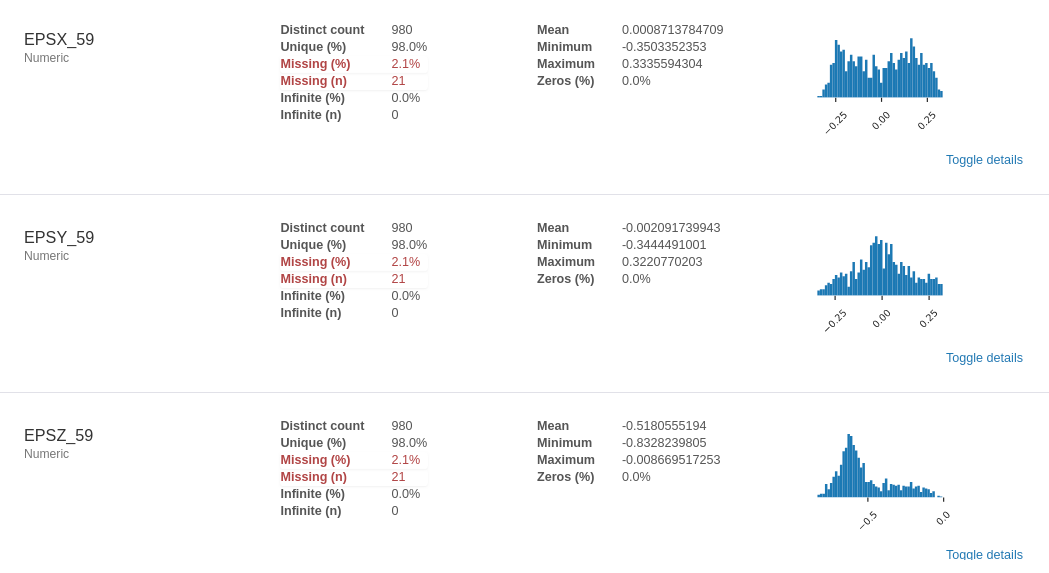 EPSX_59
Numeric
Distinct count 980
Unique (%) 98.0%
Missing (%) 2.1%
Missing (n) 21
Infinite (%) 0.0%
Infinite (n) 0
Mean 0.0008713784709
Minimum -0.3503352353
Maximum 0.3335594304
Zeros (%) 0.0%
−0.25 0.00 0.25
Toggle details
EPSY_59
Numeric
Distinct count 980
Unique (%) 98.0%
Missing (%) 2.1%
Missing (n) 21
Infinite (%) 0.0%
Infinite (n) 0
Mean -0.002091739943
Minimum -0.3444491001
Maximum 0.3220770203
Zeros (%) 0.0%
−0.25 0.00 0.25
Toggle details
EPSZ_59
Numeric
Distinct count 980
Unique (%) 98.0%
Missing (%) 2.1%
Missing (n) 21
Infinite (%) 0.0%
Infinite (n) 0
Mean -0.5180555194
Minimum -0.8328239805
Maximum -0.008669517253
Zeros (%) 0.0%
−0.5 0.0
Toggle details